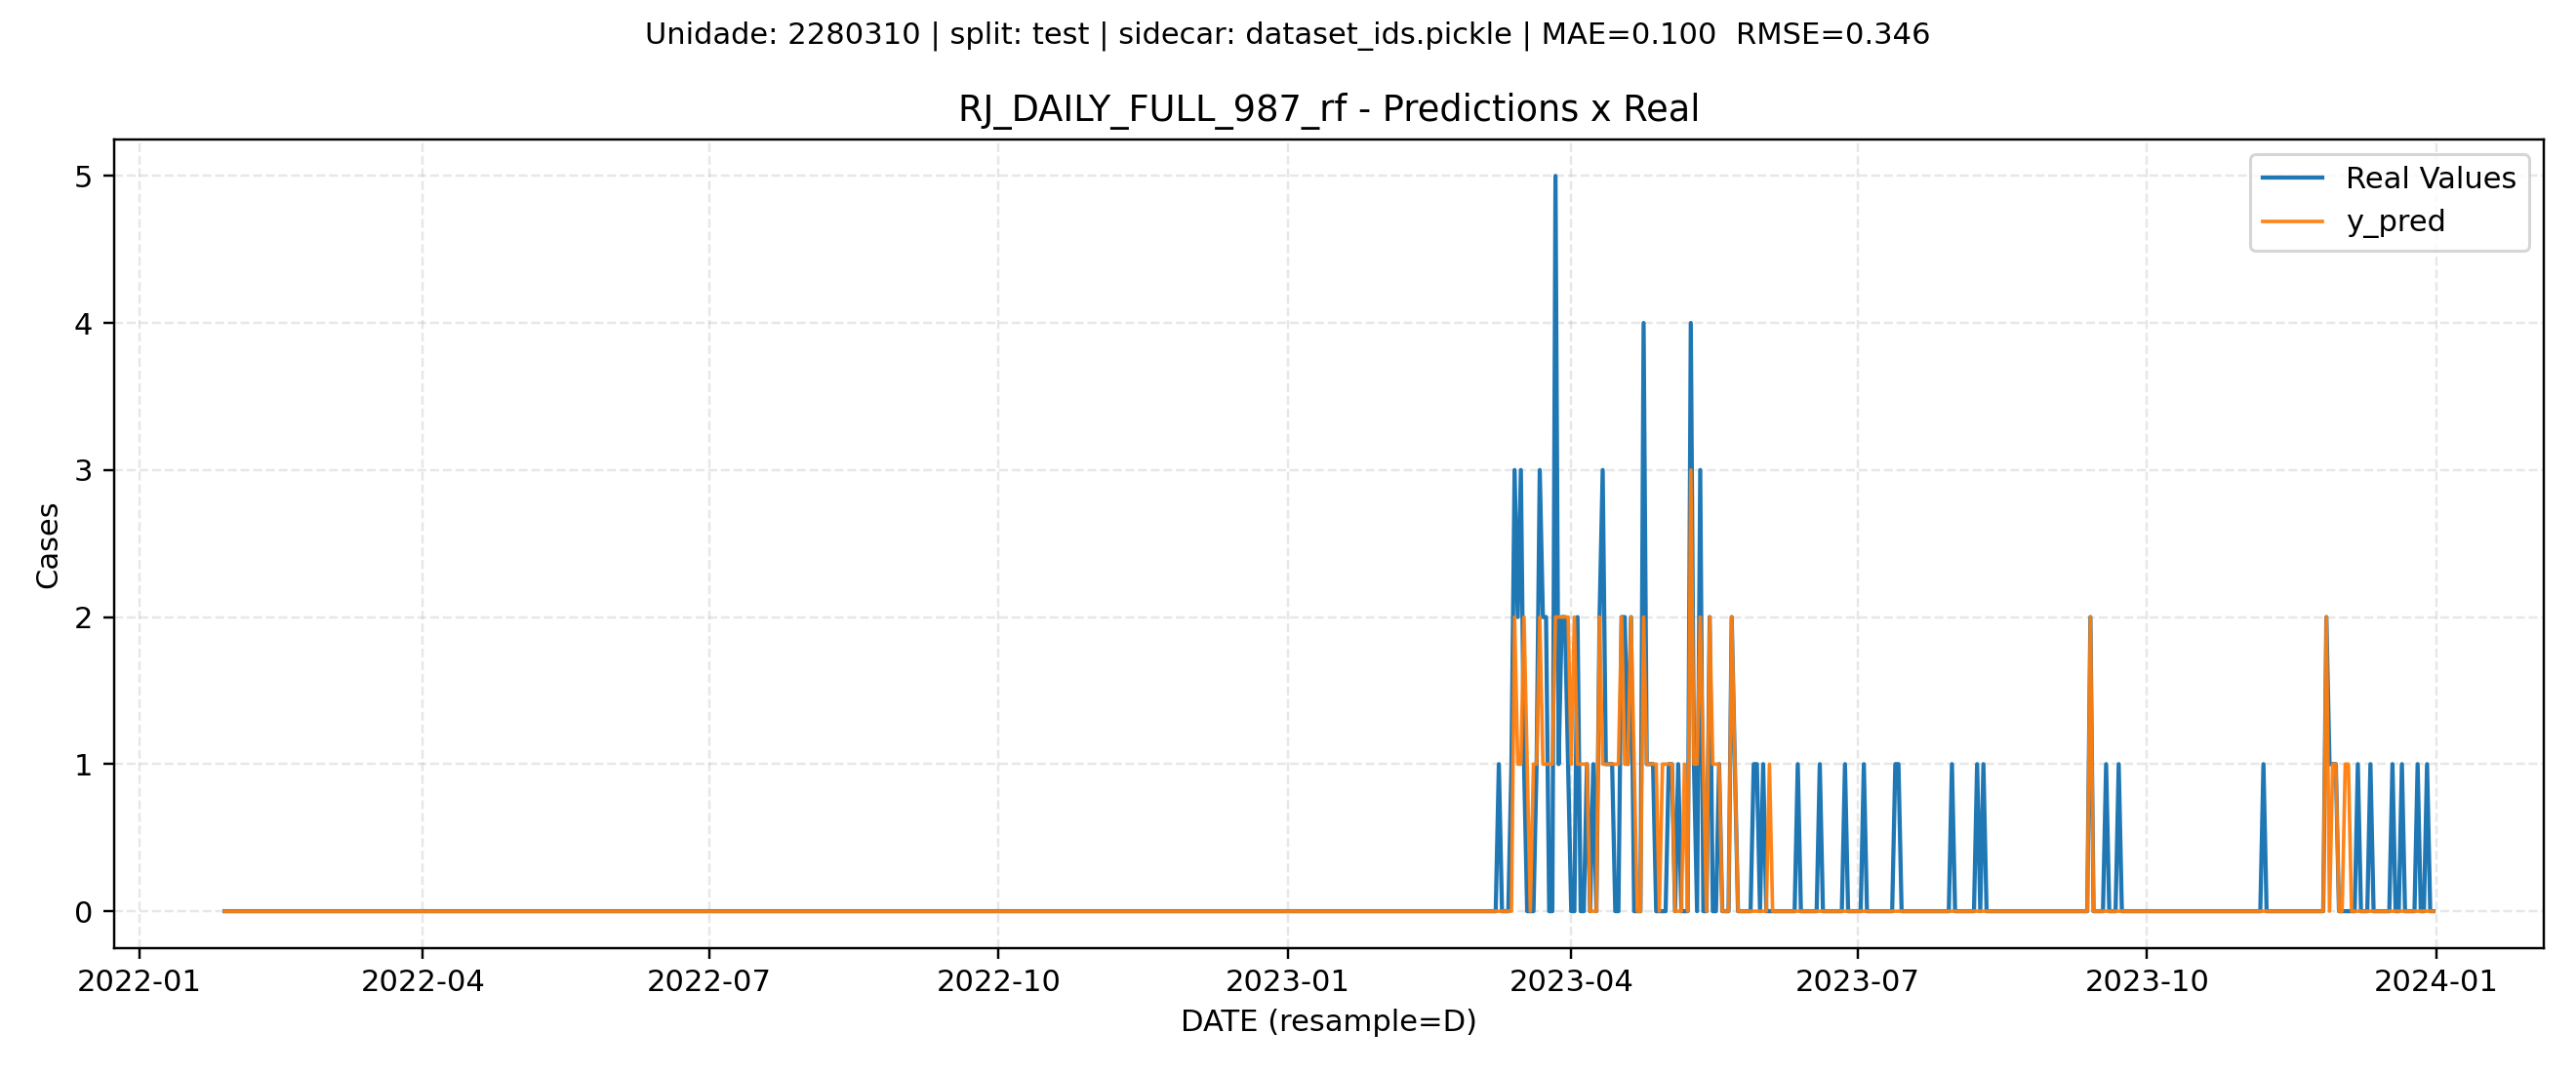 Unidade: 2280310 | split: test | sidecar: dataset_ids.pickle | MAE=0.100  RMSE=0.346
RJ_DAILY_FULL_987_rf - Predictions x Real
Real Values
y_pred
5
4
3
2
1
0
Cases
2022-01
2022-04
2022-07
2022-10
2023-01
2023-04
2023-07
2023-10
2024-01
DATE (resample=D)